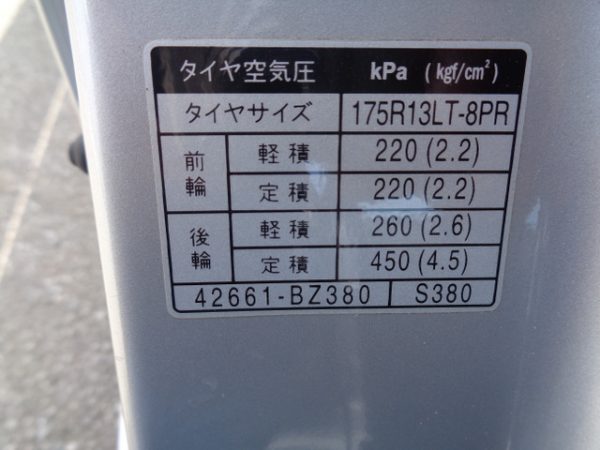 タイヤ空気圧 kPa (kgf/cm²)
タイヤサイズ 175R13LT-8PR
前輪 軽積 220 (2.2)
定積 220 (2.2)
後輪 軽積 260 (2.6)
定積 450 (4.5)
42661-BZ380 S380